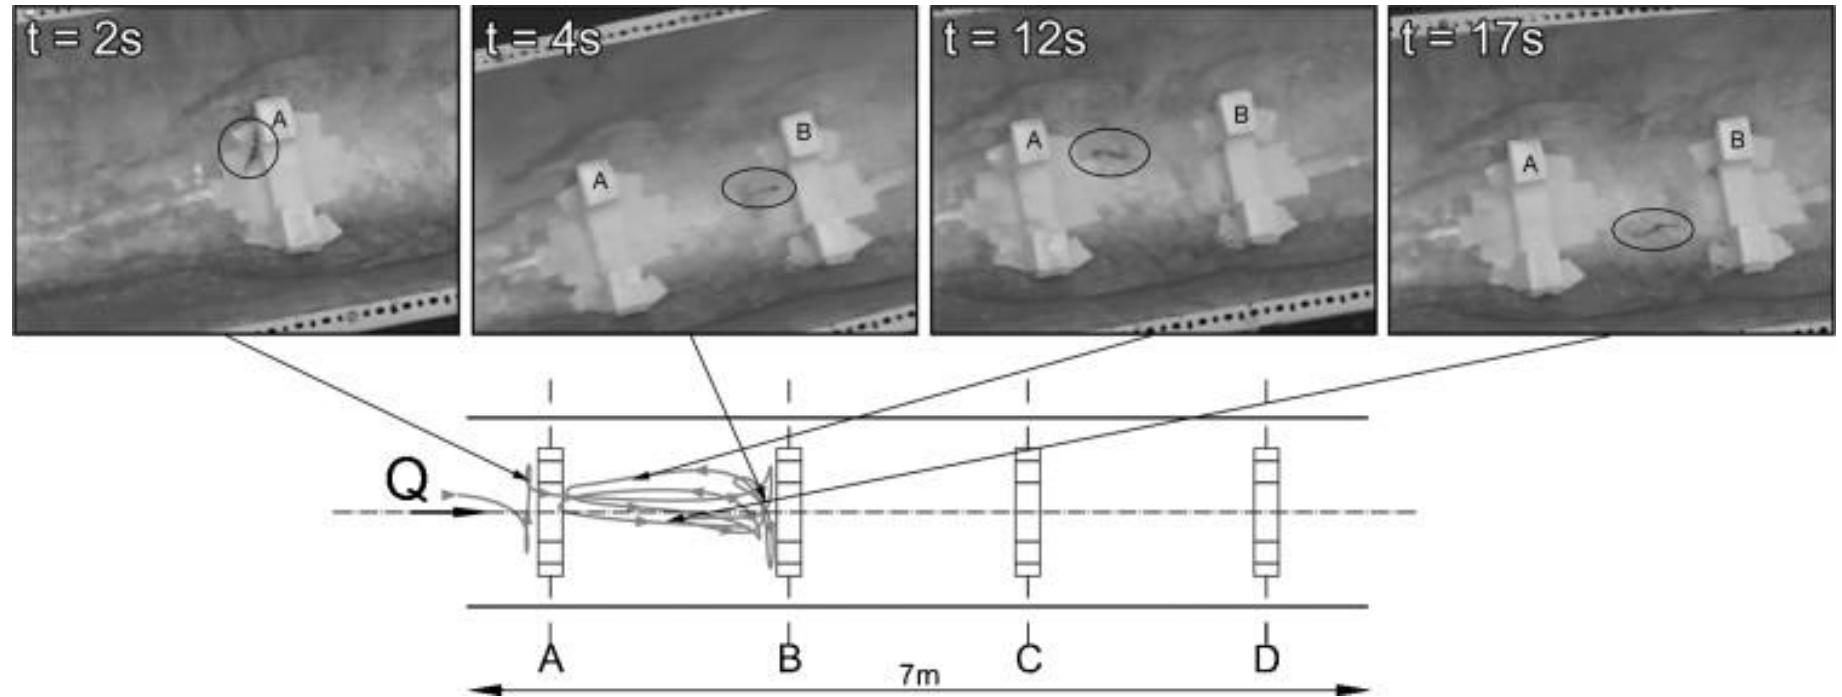 t = 2s
A
t = 4s
A
B
t = 12s
A
B
t = 17s
A
B
Q
A
B
C
D
7m